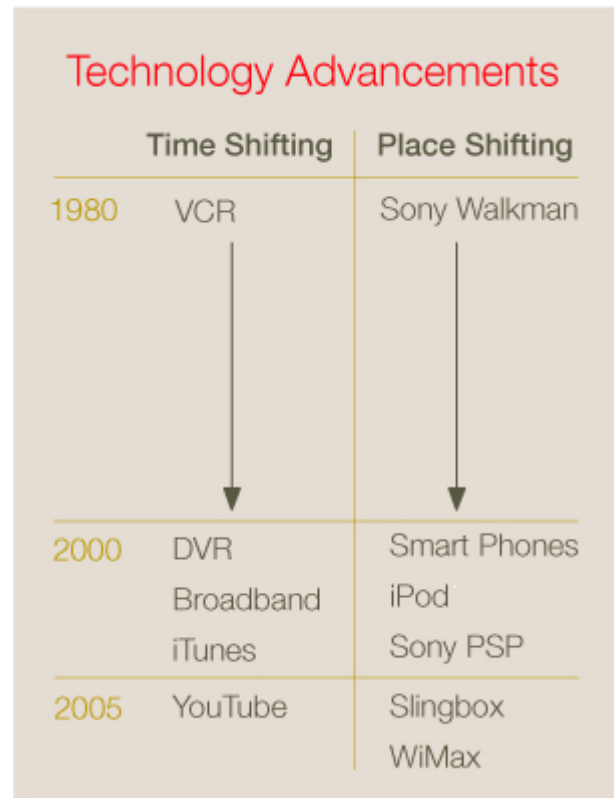 Technology Advancements
Time Shifting Place Shifting
1980 VCR Sony Walkman
2000 DVR Smart Phones
Broadband iPod
iTunes Sony PSP
2005 YouTube Slingbox
WiMax